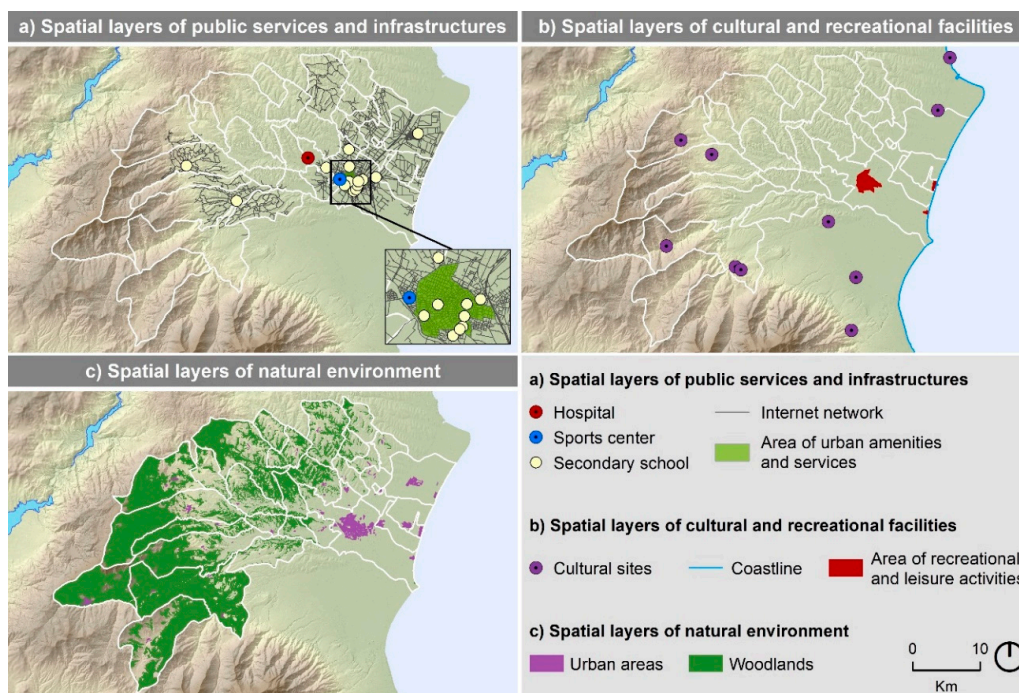 a) Spatial layers of public services and infrastructures
b) Spatial layers of cultural and recreational facilities
c) Spatial layers of natural environment
a) Spatial layers of public services and infrastructures
Hospital
Internet network
Sports center
Area of urban amenities
and services
Secondary school
b) Spatial layers of cultural and recreational facilities
Cultural sites
Coastline
Area of recreational
and leisure activities
c) Spatial layers of natural environment
Urban areas
Woodlands
0 10
Km